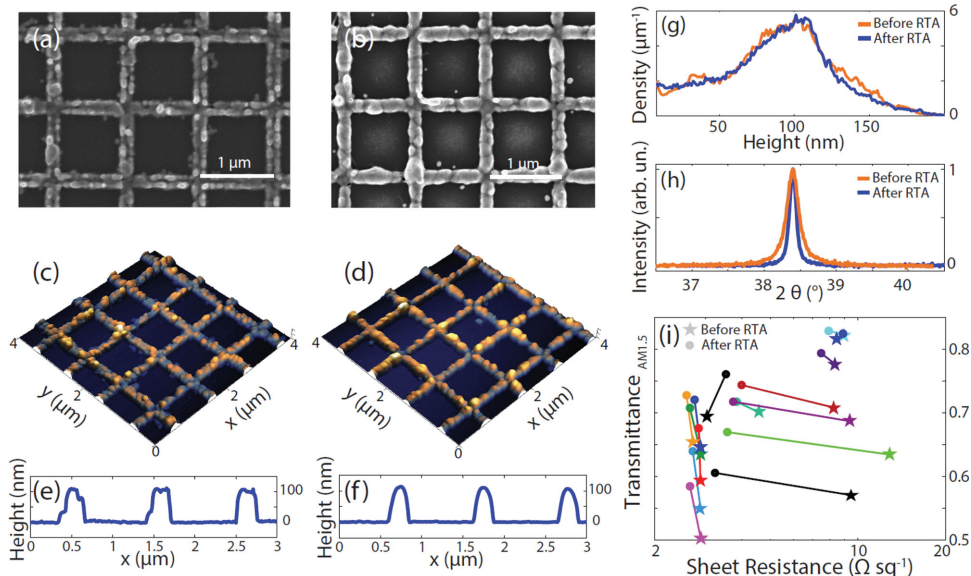 (a)
1 μm
(b)
1 μm
(c)
4
4
2
2
y (μm)
x (μm)
0
(d)
4
4
2
2
y (μm)
x (μm)
0
(e)
Height (nm)
100
0
0 0.5 1 1.5 2 2.5 3
x (μm)
(f)
100
0
0 0.5 1 1.5 2 2.5 3
x (μm)
(g)
Density (μm⁻¹)
Before RTA
After RTA
6
3
0
50 100 150
Height (nm)
(h)
Intensity (arb. un.)
Before RTA
After RTA
1
0
37 38 39 40
2 θ (°)
(i)
Before RTA
After RTA
Transmittance AM1.5
0.8
0.7
0.6
0.5
2 10 20
Sheet Resistance (Ω sq⁻¹)